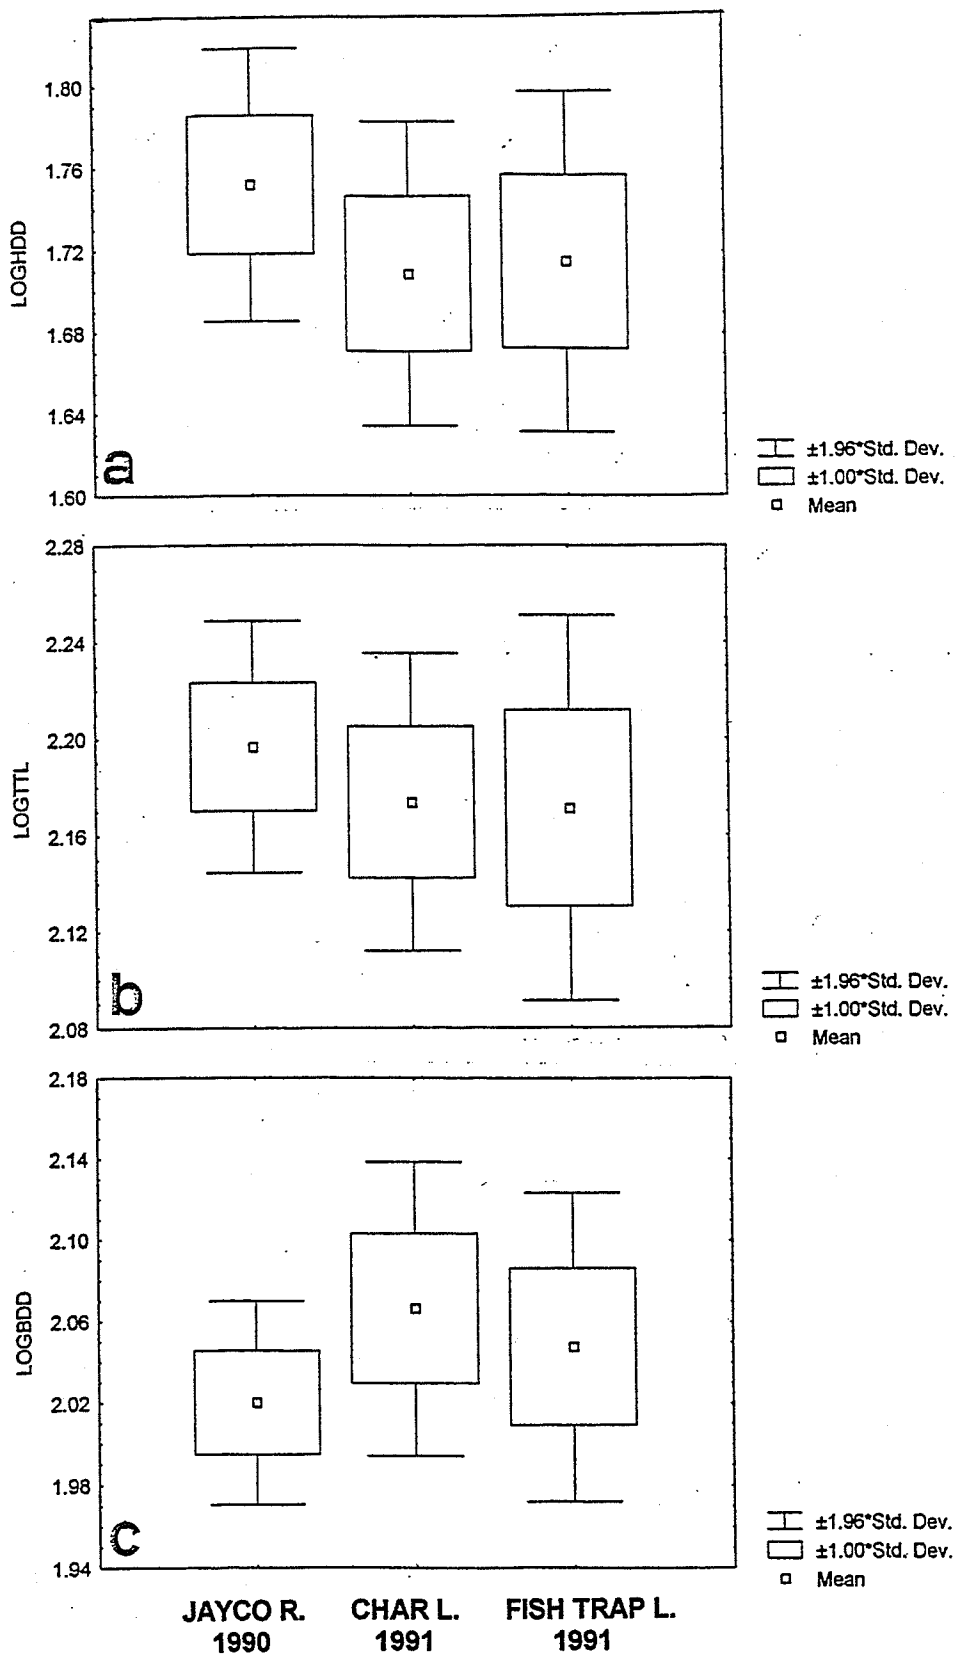 1.80
1.76
1.72
1.68
1.64
1.60
LOGHDD
a
±1.96*Std. Dev.
±1.00*Std. Dev.
Mean
2.28
2.24
2.20
2.16
2.12
2.08
LOGTTL
b
±1.96*Std. Dev.
±1.00*Std. Dev.
Mean
2.18
2.14
2.10
2.06
2.02
1.98
1.94
LOGBDD
c
±1.96*Std. Dev.
±1.00*Std. Dev.
Mean
JAYCO R. CHAR L. FISH TRAP L.
1990 1991 1991